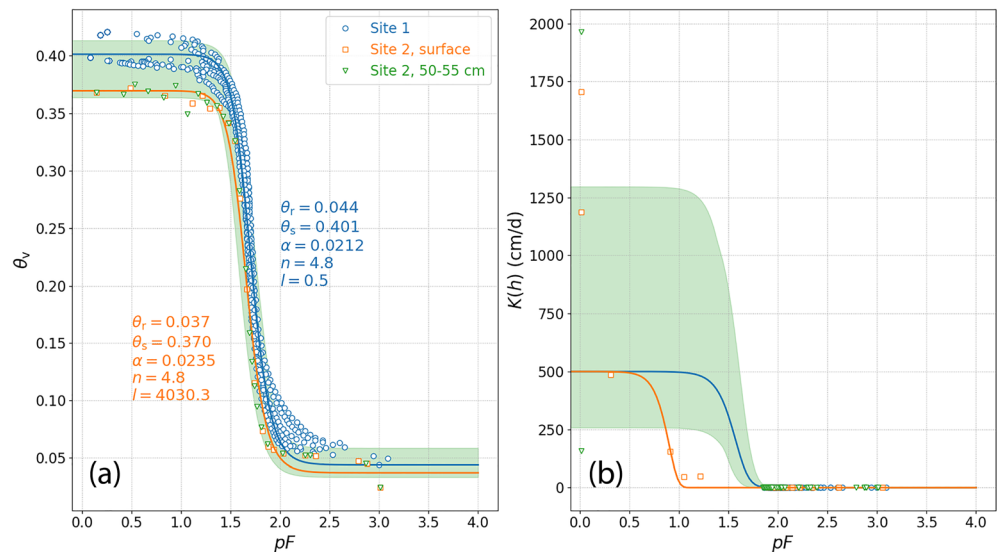 Site 1
Site 2, surface
Site 2, 50-55 cm
0.40
0.35
0.30
0.25
0.20
0.15
0.10
0.05
θv
θr = 0.044
θs = 0.401
α = 0.0212
n = 4.8
l = 0.5
θr = 0.037
θs = 0.370
α = 0.0235
n = 4.8
l = 4030.3
(a)
0.0 0.5 1.0 1.5 2.0 2.5 3.0 3.5 4.0
pF
2000
1750
1500
1250
1000
750
500
250
0
K(h) (cm/d)
(b)
0.0 0.5 1.0 1.5 2.0 2.5 3.0 3.5 4.0
pF